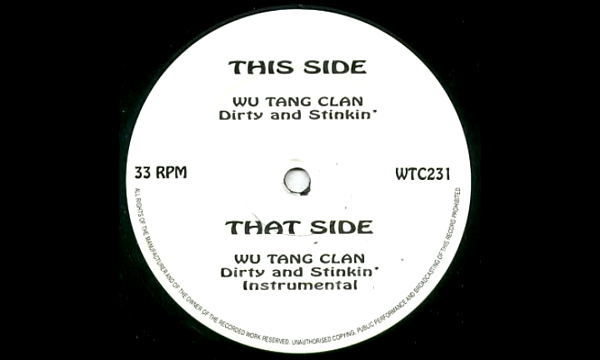 THIS SIDE
WU TANG CLAN
Dirty and Stinkin'
33 RPM
WTC231
THAT SIDE
WU TANG CLAN
Dirty and Stinkin'
Instrumental
ALL RIGHTS OF THE MANUFACTURER AND OF THE OWNER OF THE RECORDED WORK RESERVED. UNAUTHORISED COPYING, PUBLIC PERFORMANCE AND BROADCASTING OF THIS RECORD PROHIBITED.